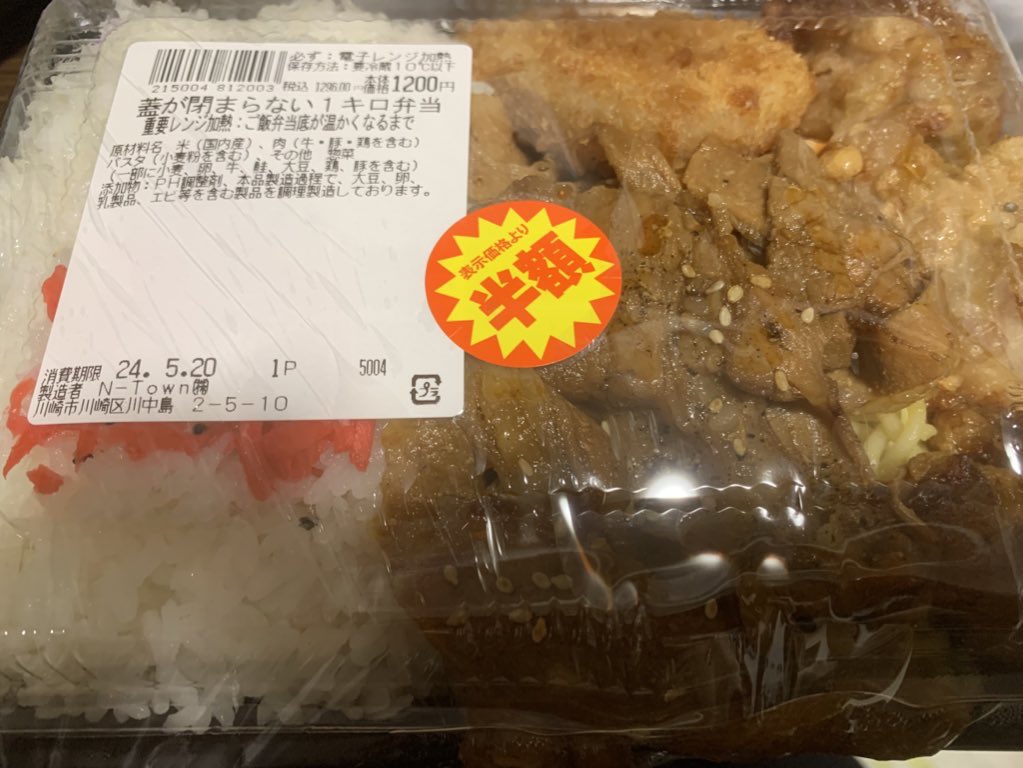 必ず：電子レンジ加熱
保存方法：要冷蔵10℃以下
215004 812003 税込 1296.00円 本体価格 1200円
蓋が閉まらない１キロ弁当
重要レンジ加熱：ご飯弁当底が温かくなるまで
原材料名 米（国内産）、肉（牛・豚・鶏を含む）
パスタ（小麦粉を含む）、その他 惣菜
（一部に小麦、卵、牛、鮭、大豆、鶏、豚を含む）
添加物：ＰＨ調整剤、本品製造過程で、大豆、卵、
乳製品、エビ等を含む製品を調理製造しております。
表示価格より
半額
消費期限 24.5.20 1P 5004
製造者 N-Town㈱
川崎市川崎区川中島 2-5-10
プラ